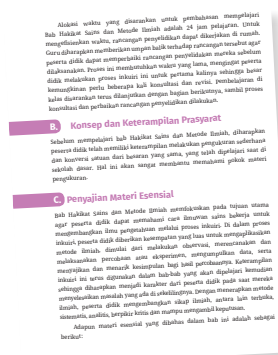 Alokasi waktu yang disarankan untuk pembahasan mempelajari
Bab Hakikat Sains dan Metode Ilmiah adalah 24 jam pelajaran. Untuk
mengefisienkan waktu, rancangan penyelidikan dapat dikerjakan di rumah.
Guru diharapkan memberikan umpan balik terhadap rancangan tersebut agar
peserta didik dapat memperbaiki rancangan penyelidikan mereka sebelum
dilaksanakan. Proses ini membutuhkan waktu yang lama, mengingat peserta
didik melakukan proses inkuiri ini untuk pertama kalinya sehingga besar
kemungkinan perlu beberapa kali konsultasi dan revisi. Pembelajaran di
kelas disarankan terus dilanjutkan dengan bagian berikutnya, sambil proses
konsultasi dan perbaikan rancangan penyelidikan dilakukan.
B. Konsep dan Keterampilan Prasyarat
Sebelum mempelajari bab Hakikat Sains dan Metode Ilmiah, diharapkan
peserta didik telah memiliki keterampilan melakukan pengukuran sederhana
dan konversi satuan dari besaran yang sama, yang telah dipelajari saat di
sekolah dasar. Hal ini akan sangat membantu memahami pokok materi
pengukuran.
C. Penyajian Materi Esensial
Bab Hakikat Sains dan Metode Ilmiah memfokuskan pada tujuan utama
agar peserta didik dapat memahami cara ilmuwan sains bekerja untuk
mengembangkan ilmu pengetahuan melalui proses inkuiri. Di dalam proses
inkuiri, peserta didik diberikan kesempatan yang luas untuk mengaplikasikan
metode ilmiah, dimulai dari melakukan observasi, merencanakan dan
melaksanakan percobaan atau eksperimen, mengumpulkan data, serta
menyajikan dan menarik kesimpulan bagi hasil percobaannya. Keterampilan
inkuiri ini terus digunakan dalam bab-bab yang akan dipelajari kemudian
sehingga diharapkan menjadi karakter dari peserta didik pada saat mereka
menyelesaikan masalah yang ada di sekelilingnya. Dengan menerapkan metode
ilmiah, peserta didik mengembangkan sikap ilmiah, antara lain terbuka,
sistematis, analitis, berpikir kritis dan mampu mengambil keputusan.
Adapun materi esensial yang dibahas dalam bab ini adalah sebagai
berikut: